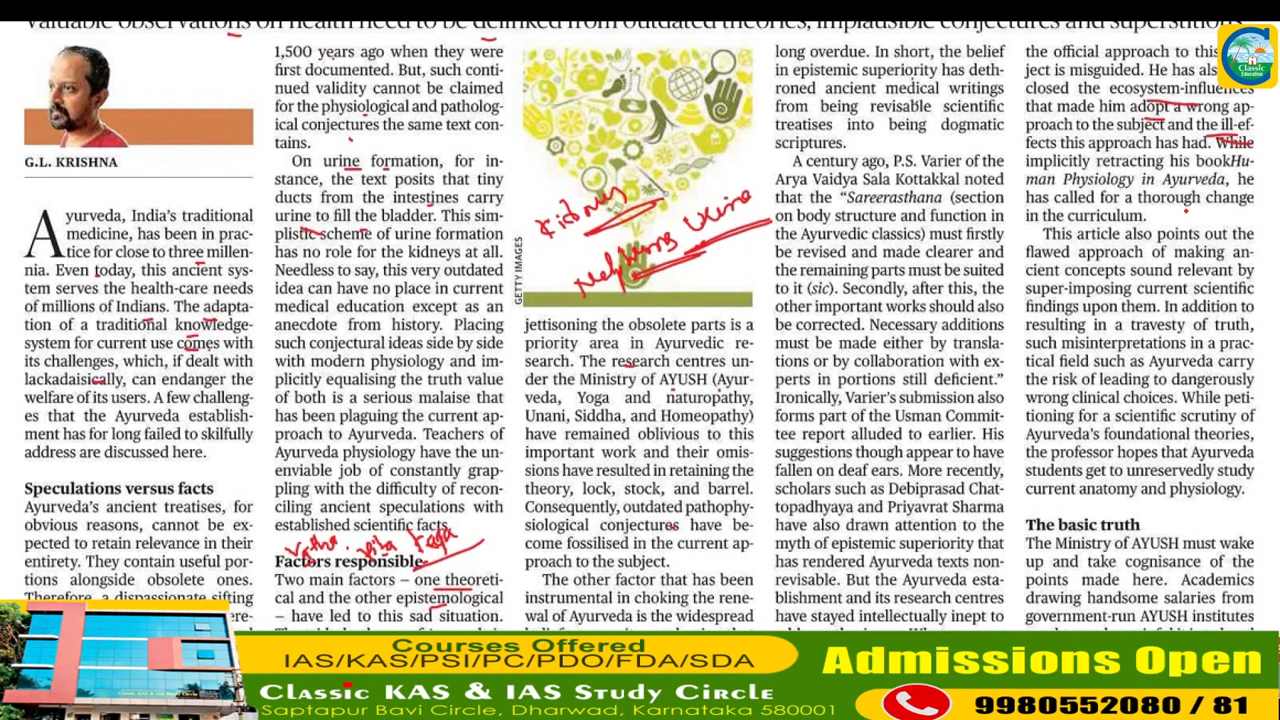 Valuable observations on health need to be delinked from outdated theories, implausible conjectures and superstitions
G.L. KRISHNA
Ayurveda, India's traditional
medicine, has been in prac-
tice for close to three millen-
nia. Even today, this ancient sys-
tem serves the health-care needs
of millions of Indians. The adapta-
tion of a traditional knowledge-
system for current use comes with
its challenges, which, if dealt with
lackadaisically, can endanger the
welfare of its users. A few challeng-
es that the Ayurveda establish-
ment has for long failed to skilfully
address are discussed here.
Speculations versus facts
Ayurveda's ancient treatises, for
obvious reasons, cannot be ex-
pected to retain relevance in their
entirety. They contain useful por-
tions alongside obsolete ones.
Therefore, a dispassionate sifting
1,500 years ago when they were
first documented. But, such conti-
nued validity cannot be claimed
for the physiological and patholog-
ical conjectures the same text con-
tains.
On urine formation, for in-
stance, the text posits that tiny
ducts from the intestines carry
urine to fill the bladder. This sim-
plistic scheme of urine formation
has no role for the kidneys at all.
Needless to say, this very outdated
idea can have no place in current
medical education except as an
anecdote from history. Placing
such conjectural ideas side by side
with modern physiology and im-
plicitly equalising the truth value
of both is a serious malaise that
has been plaguing the current ap-
proach to Ayurveda. Teachers of
Ayurveda physiology have the un-
enviable job of constantly grap-
pling with the difficulty of recon-
ciling ancient speculations with
established scientific facts.
Factors responsible
Two main factors – one theoreti-
cal and the other epistemological
– have led to this sad situation.
Kidneys
Urine
GETTY IMAGES
jettisoning the obsolete parts is a
priority area in Ayurvedic re-
search. The research centres un-
der the Ministry of AYUSH (Ayur-
veda, Yoga and naturopathy,
Unani, Siddha, and Homeopathy)
have remained oblivious to this
important work and their omis-
sions have resulted in retaining the
theory, lock, stock, and barrel.
Consequently, outdated pathophy-
siological conjectures have be-
come fossilised in the current ap-
proach to the subject.
The other factor that has been
instrumental in choking the rene-
wal of Ayurveda is the widespread
long overdue. In short, the belief
in epistemic superiority has deth-
roned ancient medical writings
from being revisable scientific
treatises into being dogmatic
scriptures.
A century ago, P.S. Varier of the
Arya Vaidya Sala Kottakkal noted
that the “Sareerasthana (section
on body structure and function in
the Ayurvedic classics) must firstly
be revised and made clearer and
the remaining parts must be suited
to it (sic). Secondly, after this, the
other important works should also
be corrected. Necessary additions
must be made either by transla-
tions or by collaboration with ex-
perts in portions still deficient.”
Ironically, Varier's submission also
forms part of the Usman Commit-
tee report alluded to earlier. His
suggestions though appear to have
fallen on deaf ears. More recently,
scholars such as Debiprasad Chat-
topadhyaya and Priyavrat Sharma
have also drawn attention to the
myth of epistemic superiority that
has rendered Ayurveda texts non-
revisable. But the Ayurveda esta-
blishment and its research centres
have stayed intellectually inept to
the official approach to this
ject is misguided. He has
closed the ecosystem-influences
that made him adopt a wrong ap-
proach to the subject and the ill-ef-
fects this approach has had. While
implicitly retracting his bookHu-
man Physiology in Ayurveda, he
has called for a thorough change
in the curriculum.
This article also points out the
flawed approach of making an-
cient concepts sound relevant by
super-imposing current scientific
findings upon them. In addition to
resulting in a travesty of truth,
such misinterpretations in a prac-
tical field such as Ayurveda carry
the risk of leading to dangerously
wrong clinical choices. While peti-
tioning for a scientific scrutiny of
Ayurveda's foundational theories,
the professor hopes that Ayurveda
students get to unreservedly study
current anatomy and physiology.
The basic truth
The Ministry of AYUSH must wake
up and take cognisance of the
points made here. Academics
drawing handsome salaries from
government-run AYUSH institutes
Classic
Education
Courses Offered
IAS/KAS/PSI/PC/PDO/FDA/SDA
Classic KAS & IAS Study Circle
Saptapur Bavi Circle, Dharwad, Karnataka 580001
Admissions Open
9980552080 / 81